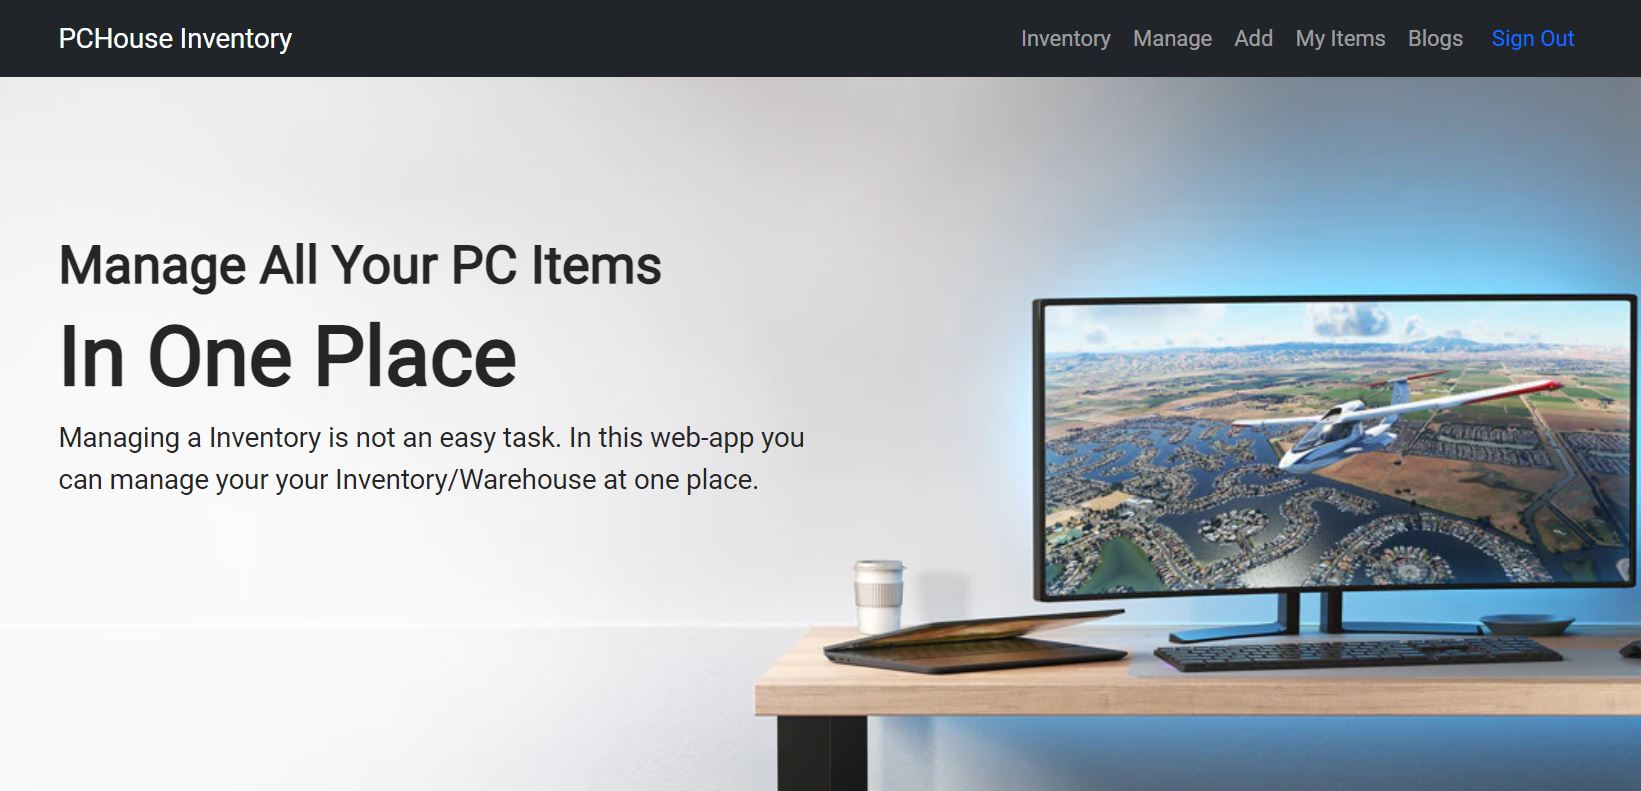 PCHouse Inventory
Inventory Manage Add My Items Blogs Sign Out
Manage All Your PC Items
In One Place
Managing a Inventory is not an easy task. In this web-app you
can manage your your Inventory/Warehouse at one place.